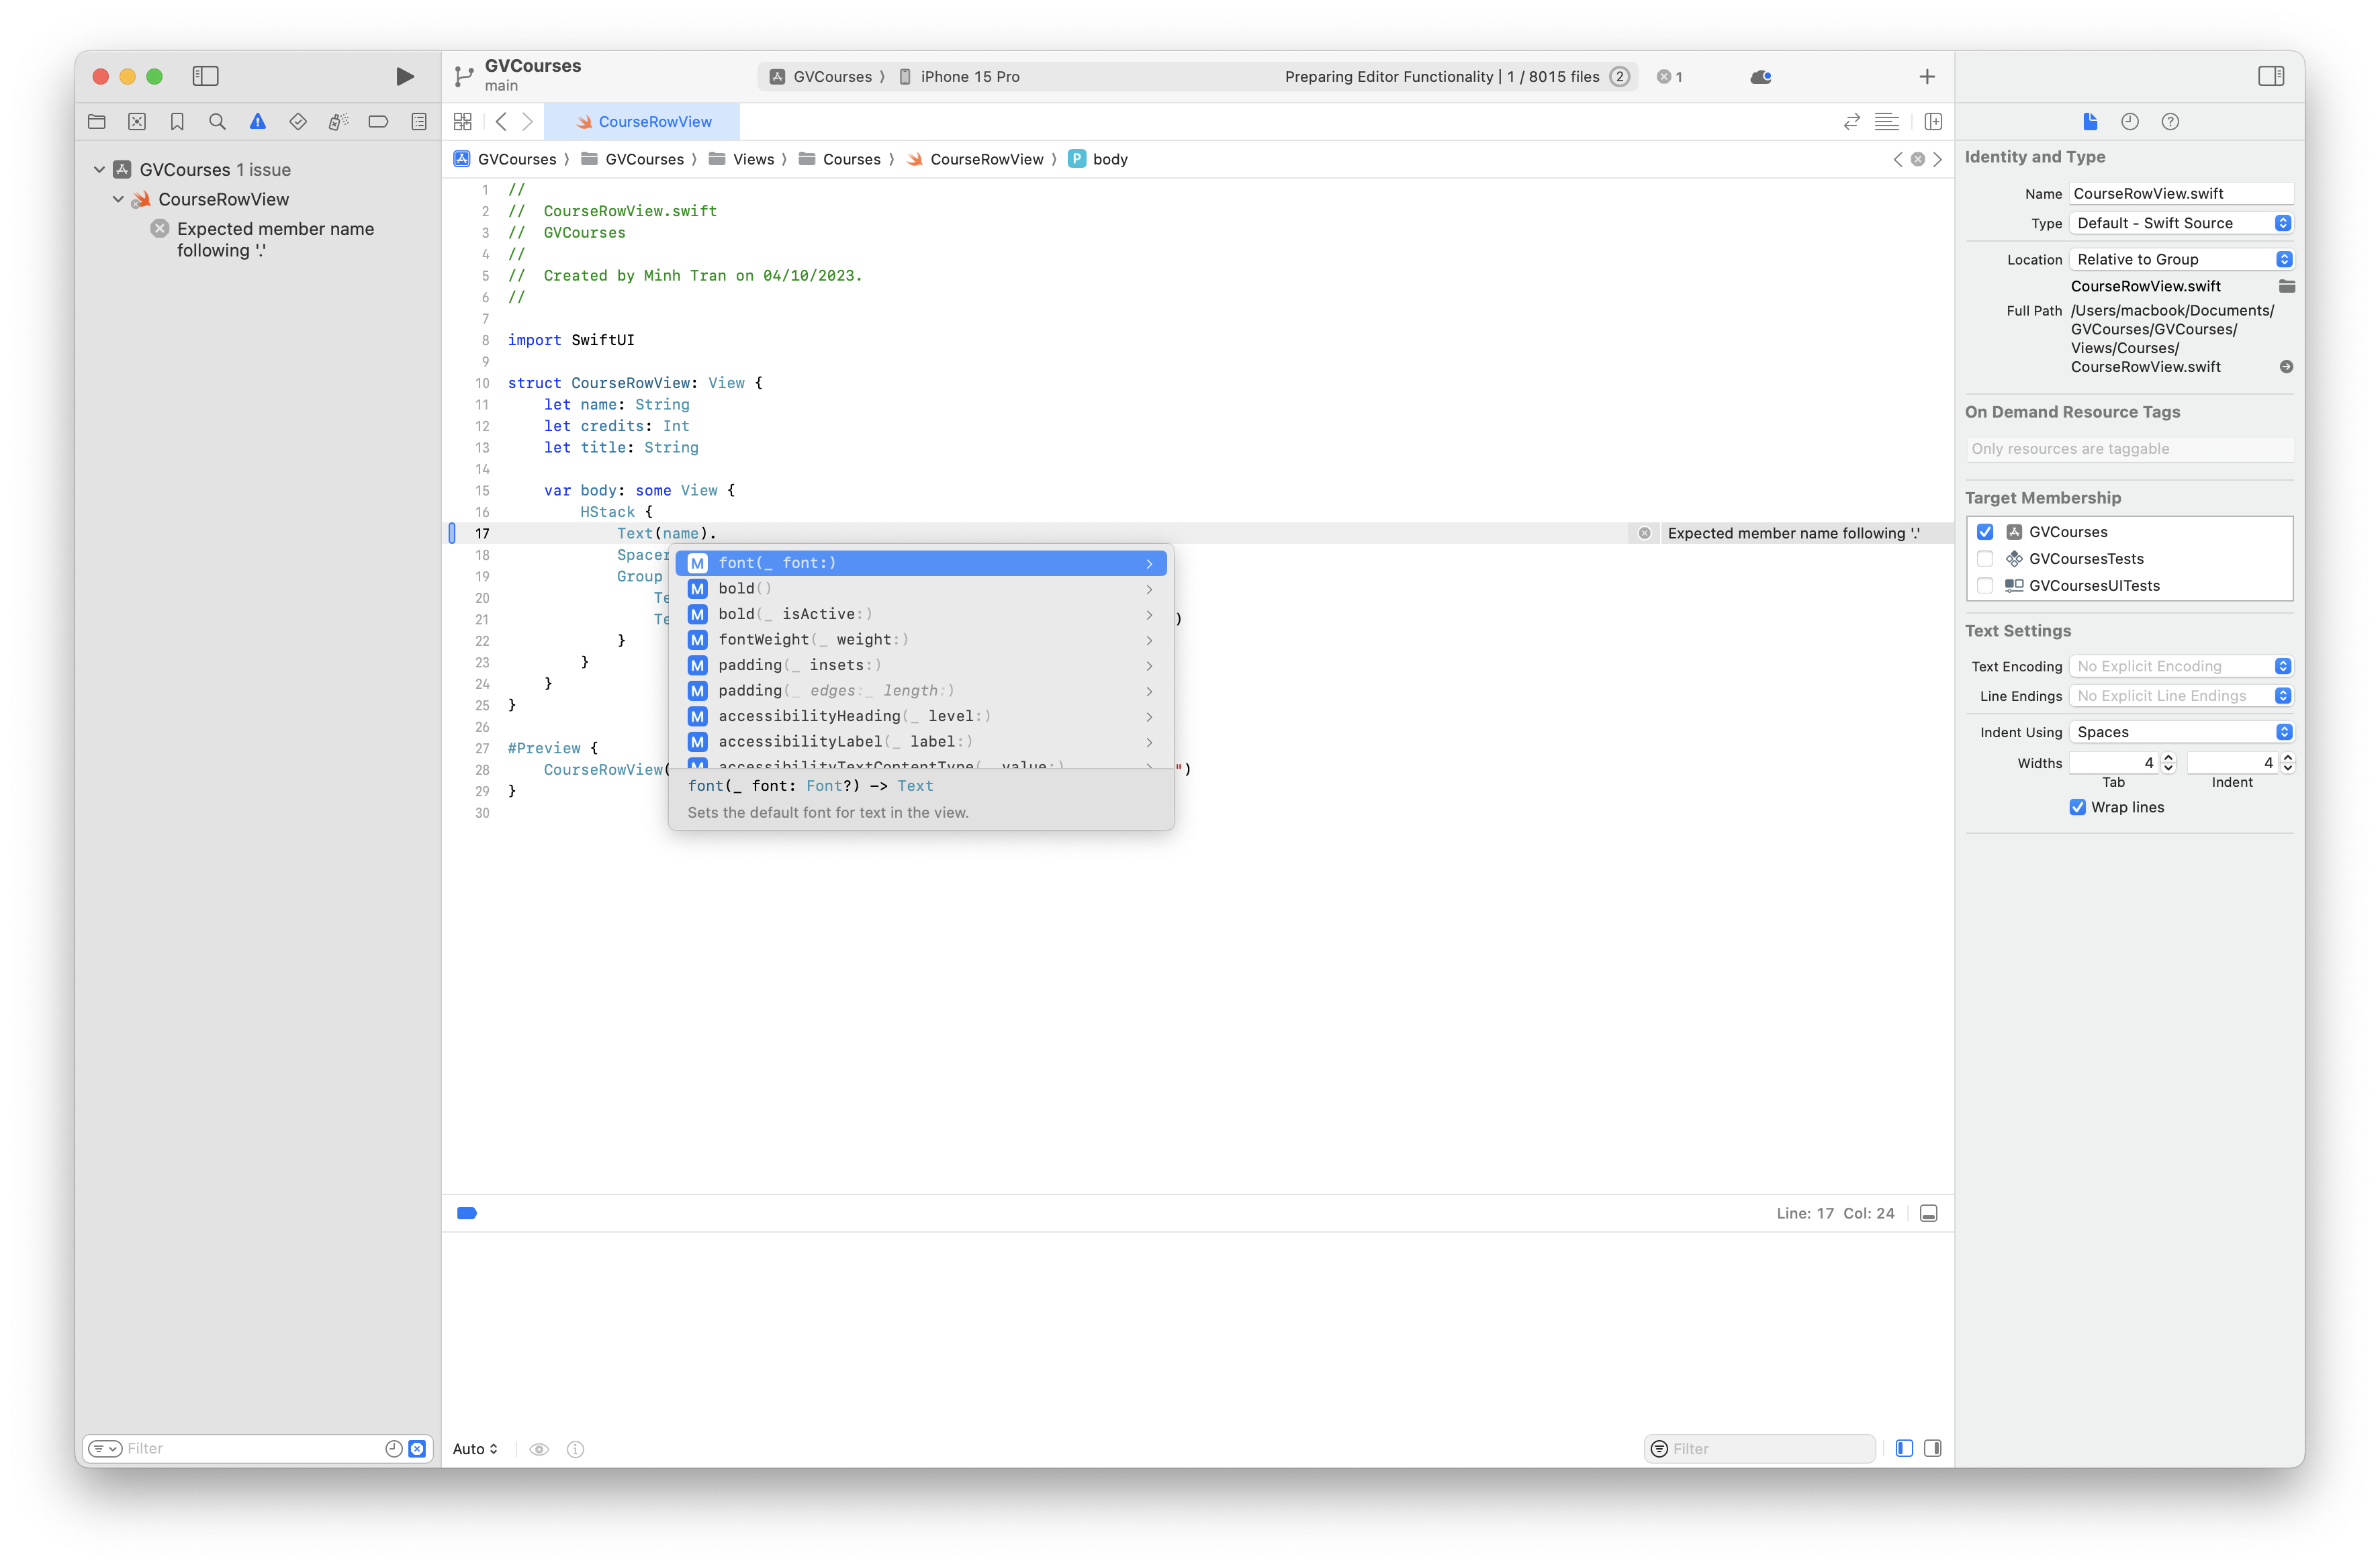 GVCourses
main
GVCourses ⟩ iPhone 15 Pro
Preparing Editor Functionality | 1 / 8015 files 2
1
GVCourses 1 issue
CourseRowView
Expected member name
following '.'
Filter
CourseRowView
GVCourses ⟩ GVCourses ⟩ Views ⟩ Courses ⟩ CourseRowView ⟩ P body
1 //
2 //  CourseRowView.swift
3 //  GVCourses
4 //
5 //  Created by Minh Tran on 04/10/2023.
6 //
7
8 import SwiftUI
9
10 struct CourseRowView: View {
11     let name: String
12     let credits: Int
13     let title: String
14
15     var body: some View {
16         HStack {
17             Text(name).
Expected member name following '.'
18             Spacer
19             Group
20                 Te
21                 Te )
22             }
23         }
24     }
25 }
26
27 #Preview {
28     CourseRowView( ")
29 }
30
M font(_ font:)
M bold()
M bold(_ isActive:)
M fontWeight(_ weight:)
M padding(_ insets:)
M padding(_ edges:_ length:)
M accessibilityHeading(_ level:)
M accessibilityLabel(_ label:)
M accessibilityTextContentType(_ value:)
font(_ font: Font?) -> Text
Sets the default font for text in the view.
Line: 17 Col: 24
Auto
Filter
Identity and Type
Name CourseRowView.swift
Type Default - Swift Source
Location Relative to Group
CourseRowView.swift
Full Path /Users/macbook/Documents/
GVCourses/GVCourses/
Views/Courses/
CourseRowView.swift
On Demand Resource Tags
Only resources are taggable
Target Membership
GVCourses
GVCoursesTests
GVCoursesUITests
Text Settings
Text Encoding No Explicit Encoding
Line Endings No Explicit Line Endings
Indent Using Spaces
Widths 4 4
Tab Indent
Wrap lines